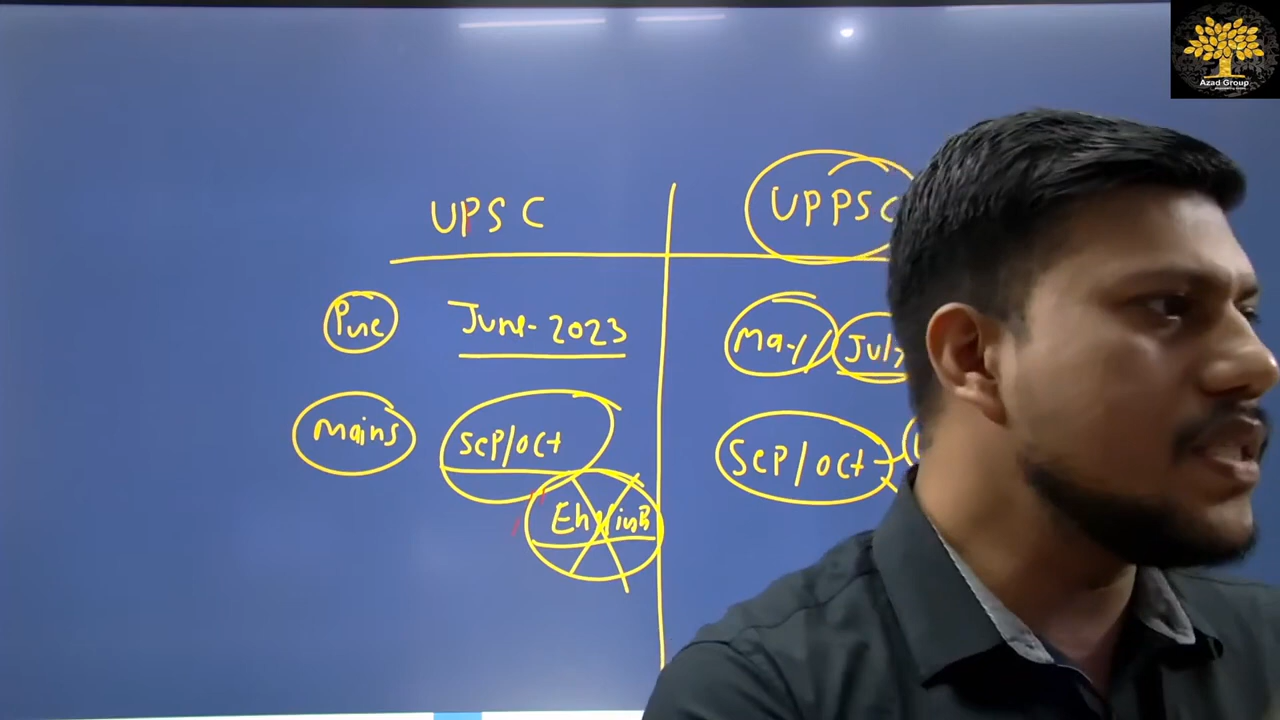 Azad Group
UPSC UPPSC
Pre June-2023 May/July
Mains Sep/Oct Sep/Oct